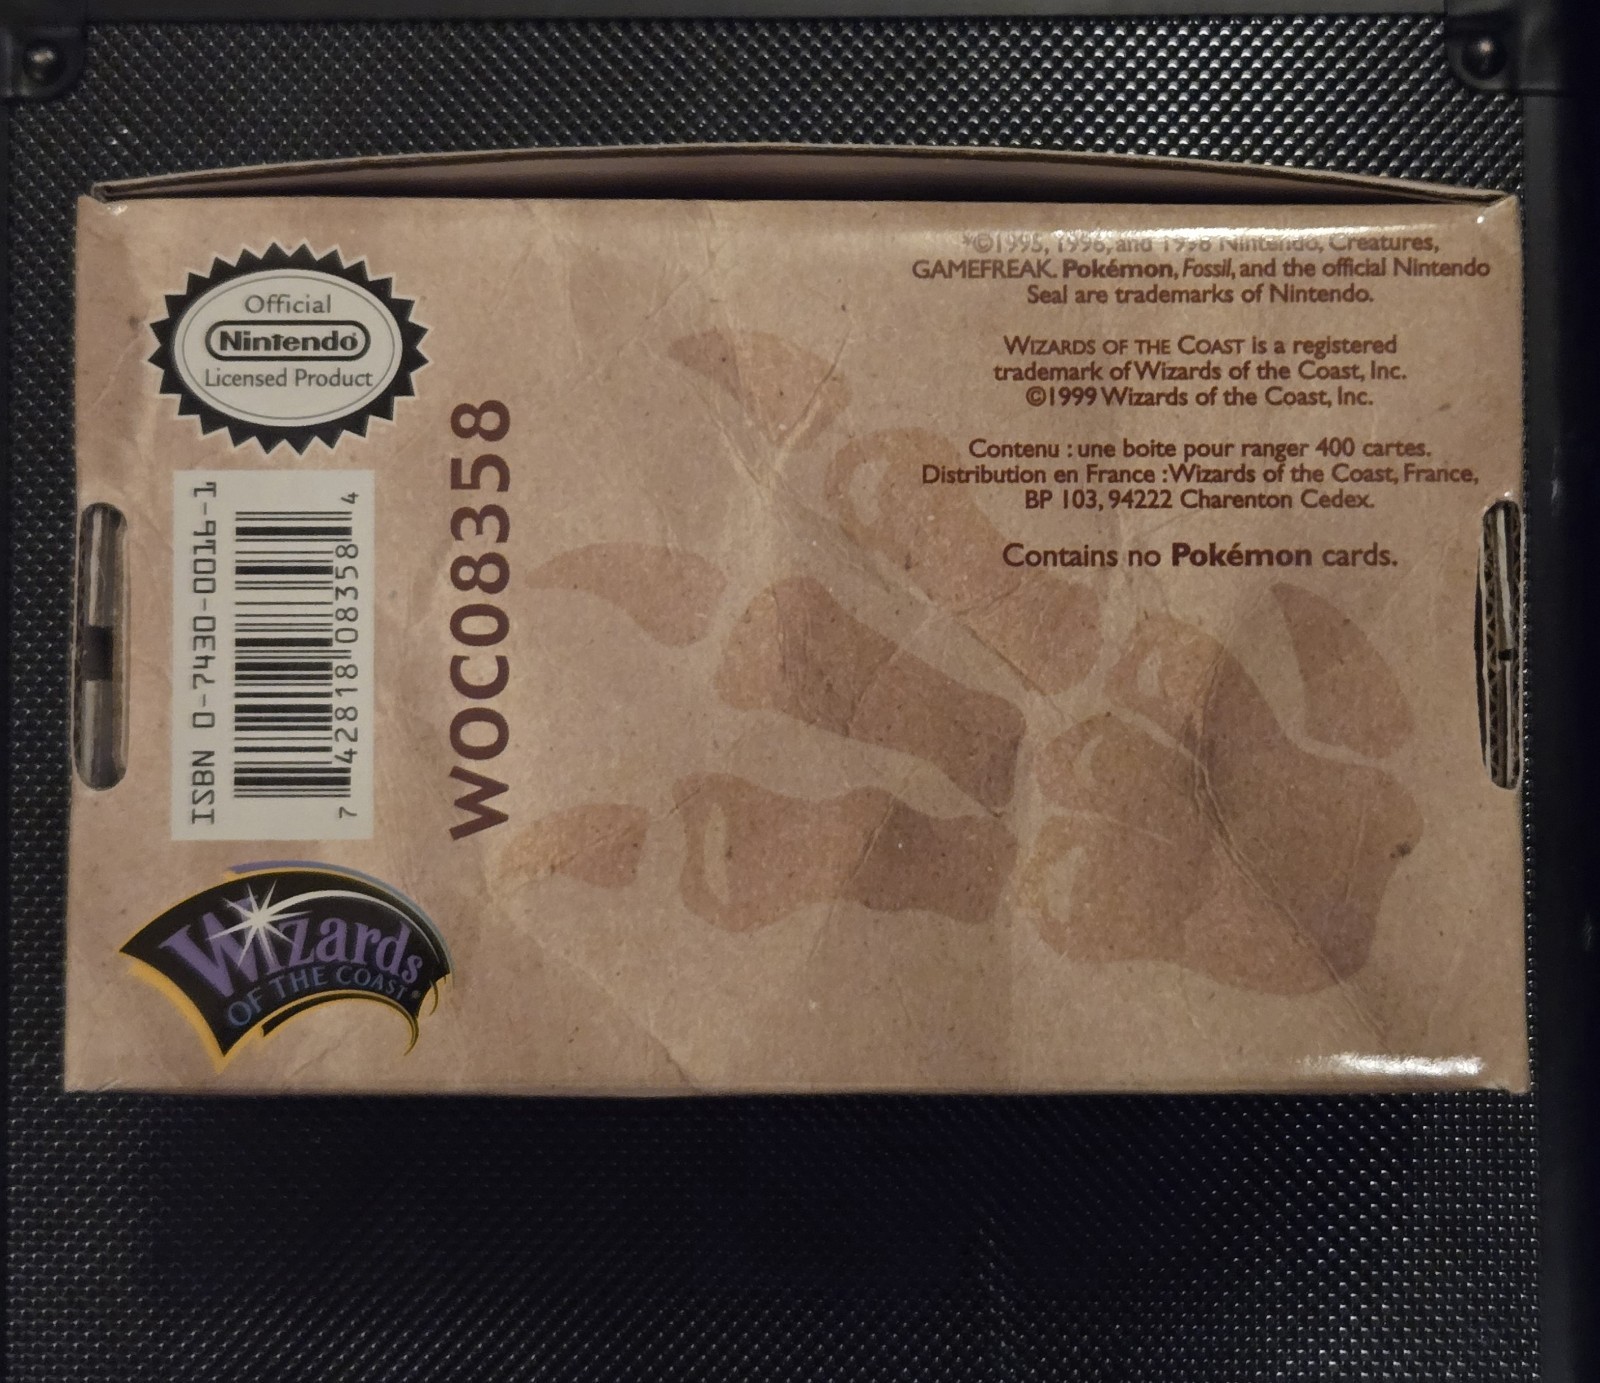 Official
Nintendo®
Licensed Product
ISBN 0-7430-0016-1
7 42818 08358 4
WOC08358
Wizards
OF THE COAST®
*©1995, 1996, and 1998 Nintendo, Creatures,
GAMEFREAK. Pokémon, Fossil, and the official Nintendo
Seal are trademarks of Nintendo.
WIZARDS OF THE COAST is a registered
trademark of Wizards of the Coast, Inc.
©1999 Wizards of the Coast, Inc.
Contenu : une boite pour ranger 400 cartes.
Distribution en France : Wizards of the Coast, France,
BP 103, 94222 Charenton Cedex.
Contains no Pokémon cards.